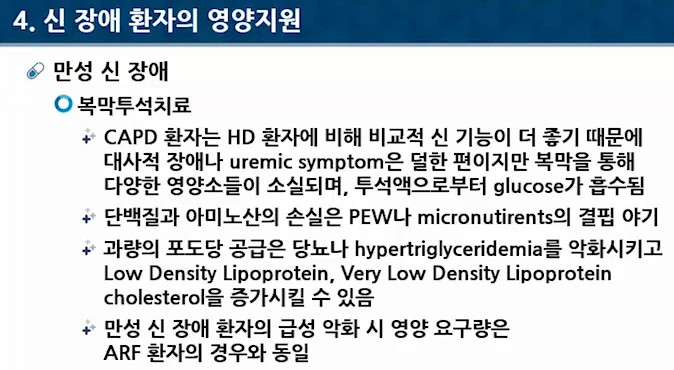 4. 신 장애 환자의 영양지원
만성 신 장애
복막투석치료
CAPD 환자는 HD 환자에 비해 비교적 신 기능이 더 좋기 때문에
대사적 장애나 uremic symptom은 덜한 편이지만 복막을 통해
다양한 영양소들이 소실되며, 투석액으로부터 glucose가 흡수됨
단백질과 아미노산의 손실은 PEW나 micronutirents의 결핍 야기
과량의 포도당 공급은 당뇨나 hypertriglyceridemia를 악화시키고
Low Density Lipoprotein, Very Low Density Lipoprotein
cholesterol을 증가시킬 수 있음
만성 신 장애 환자의 급성 악화 시 영양 요구량은
ARF 환자의 경우와 동일